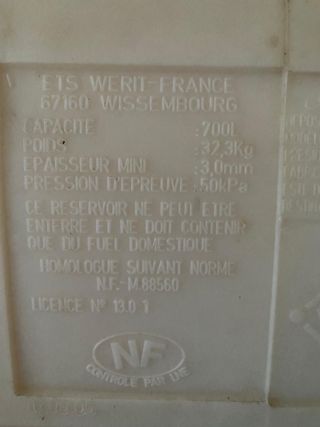 ETS WERIT-FRANCE
67160 WISSEMBOURG
CAPACITE : 700L
POIDS : 32,3Kg
EPAISSEUR MINI : 3,0mm
PRESSION D'EPREUVE : 50kPa
CE RESERVOIR NE PEUT ETRE
ENTERRE ET NE DOIT CONTENIR
QUE DU FUEL DOMESTIQUE
HOMOLOGUE SUIVANT NORME
N.F.-M.88560
LICENCE N° 13.0 1
NF
CONTROLE PAR LNE